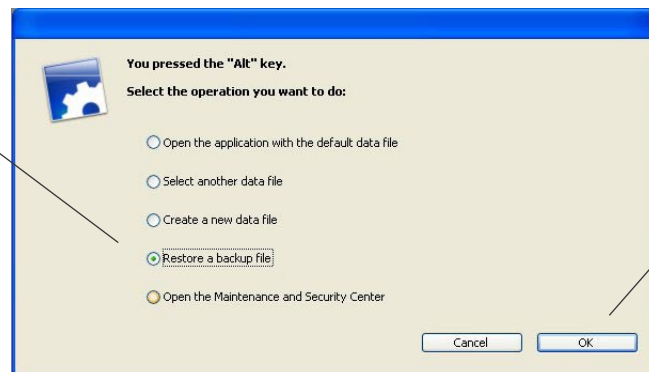 You pressed the "Alt" key.
Select the operation you want to do:
Open the application with the default data file
Select another data file
Create a new data file
Restore a backup file
Open the Maintenance and Security Center
Cancel
OK